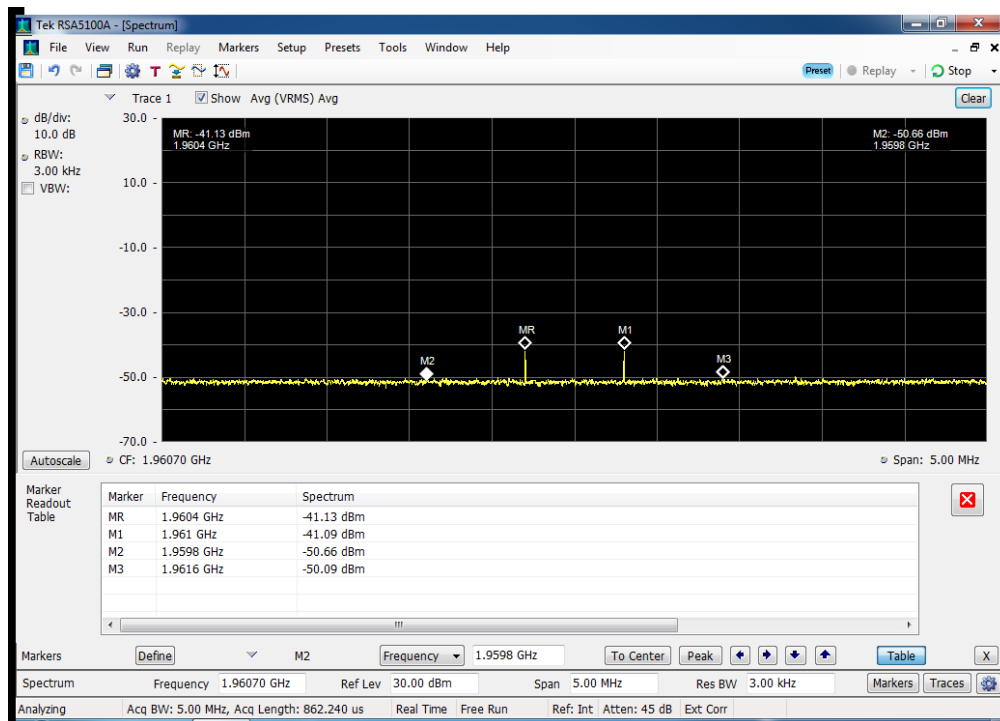 Tek RSA5100A - [Spectrum]
File View Run Replay Markers Setup Presets Tools Window Help
T Preset Replay Stop
Trace 1 Show Avg (VRMS) Avg Clear
dB/div:
10.0 dB
RBW:
3.00 kHz
VBW:
30.0
10.0
-10.0
-30.0
-50.0
-70.0
MR: -41.13 dBm
1.9604 GHz
M2: -50.66 dBm
1.9598 GHz
MR
M1
M2
M3
Autoscale CF: 1.96070 GHz Span: 5.00 MHz
Marker
Readout
Table
Marker Frequency Spectrum
MR 1.9604 GHz -41.13 dBm
M1 1.961 GHz -41.09 dBm
M2 1.9598 GHz -50.66 dBm
M3 1.9616 GHz -50.09 dBm
Markers Define M2 Frequency 1.9598 GHz To Center Peak Table X
Spectrum Frequency 1.96070 GHz Ref Lev 30.00 dBm Span 5.00 MHz Res BW 3.00 kHz Markers Traces
Analyzing Acq BW: 5.00 MHz, Acq Length: 862.240 us Real Time Free Run Ref: Int Atten: 45 dB Ext Corr